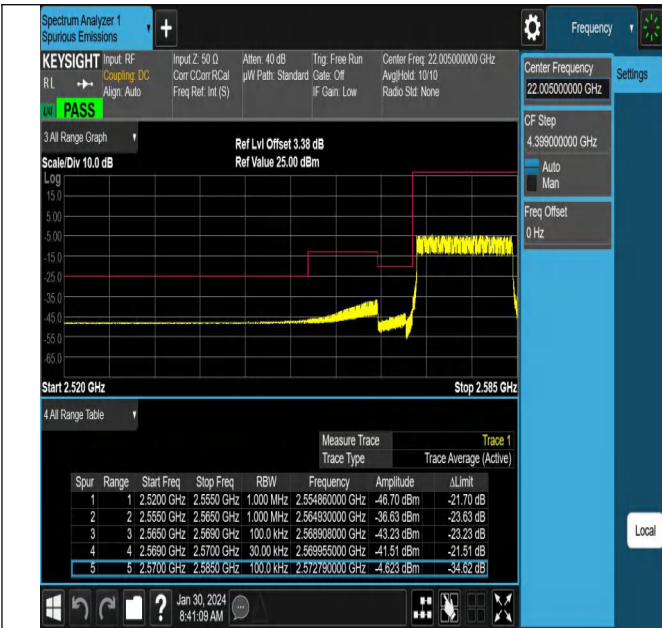 Spectrum Analyzer 1
Spurious Emissions
Frequency
KEYSIGHT Input: RF Input Z: 50 Ω Atten: 40 dB Trig: Free Run Center Freq: 22.005000000 GHz
RL Coupling: DC Corr CCorr RCal µW Path: Standard Gate: Off Avg|Hold: 10/10
Align: Auto Freq Ref: Int (S) IF Gain: Low Radio Std: None
PASS
Center Frequency
22.005000000 GHz
Settings
CF Step
4.399000000 GHz
Auto
Man
Freq Offset
0 Hz
3 All Range Graph
Ref Lvl Offset 3.38 dB
Scale/Div 10.0 dB Ref Value 25.00 dBm
Log
15.0
5.00
-5.00
-15.0
-25.0
-35.0
-45.0
-55.0
-65.0
Start 2.520 GHz Stop 2.585 GHz
4 All Range Table
Measure Trace Trace 1
Trace Type Trace Average (Active)
Spur Range Start Freq Stop Freq RBW Frequency Amplitude ΔLimit
1 1 2.5200 GHz 2.5550 GHz 1.000 MHz 2.554860000 GHz -46.70 dBm -21.70 dB
2 2 2.5550 GHz 2.5650 GHz 1.000 MHz 2.564930000 GHz -36.63 dBm -23.63 dB
3 3 2.5650 GHz 2.5690 GHz 100.0 kHz 2.568908000 GHz -43.23 dBm -23.23 dB
4 4 2.5690 GHz 2.5700 GHz 30.00 kHz 2.569955000 GHz -41.51 dBm -21.51 dB
5 5 2.5700 GHz 2.5850 GHz 100.0 kHz 2.572790000 GHz -4.623 dBm -34.62 dB
Local
? Jan 30, 2024
8:41:09 AM